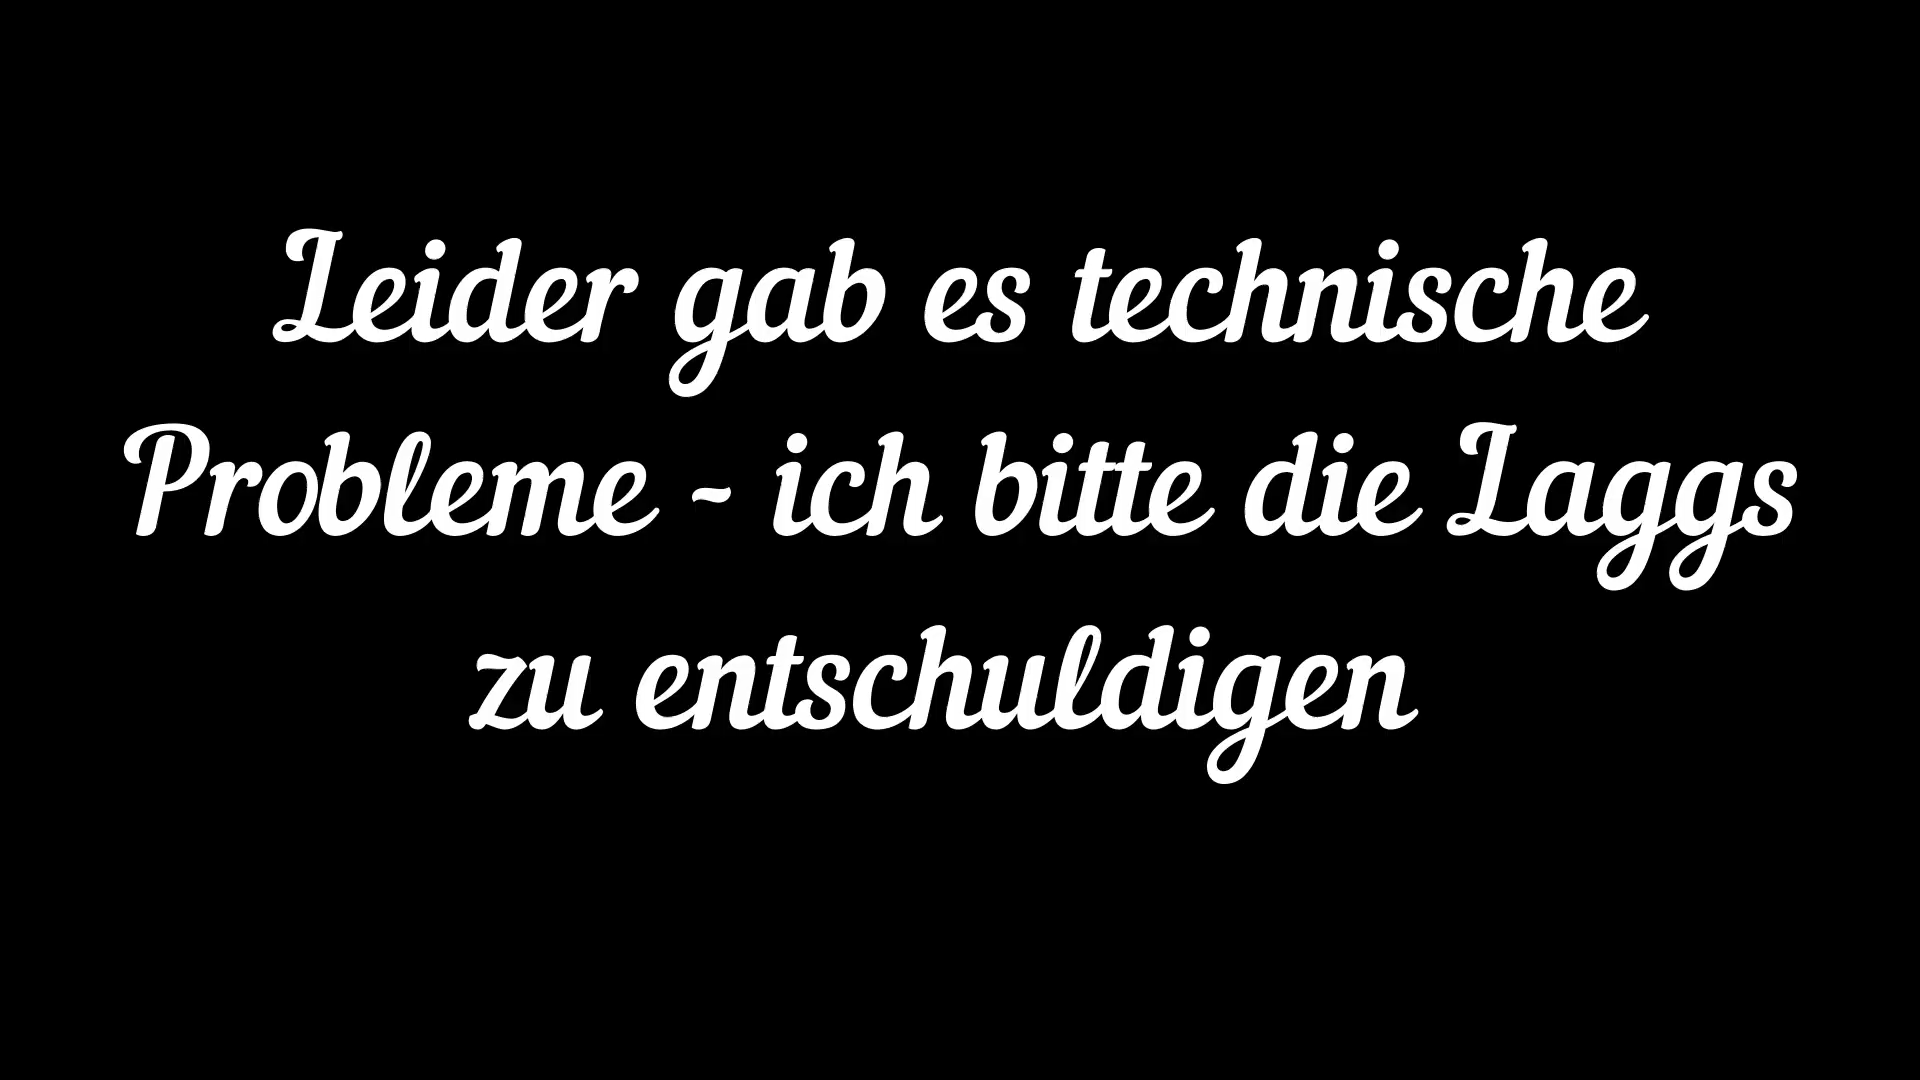 Leider gab es technische
Probleme - ich bitte die Laggs
zu entschuldigen